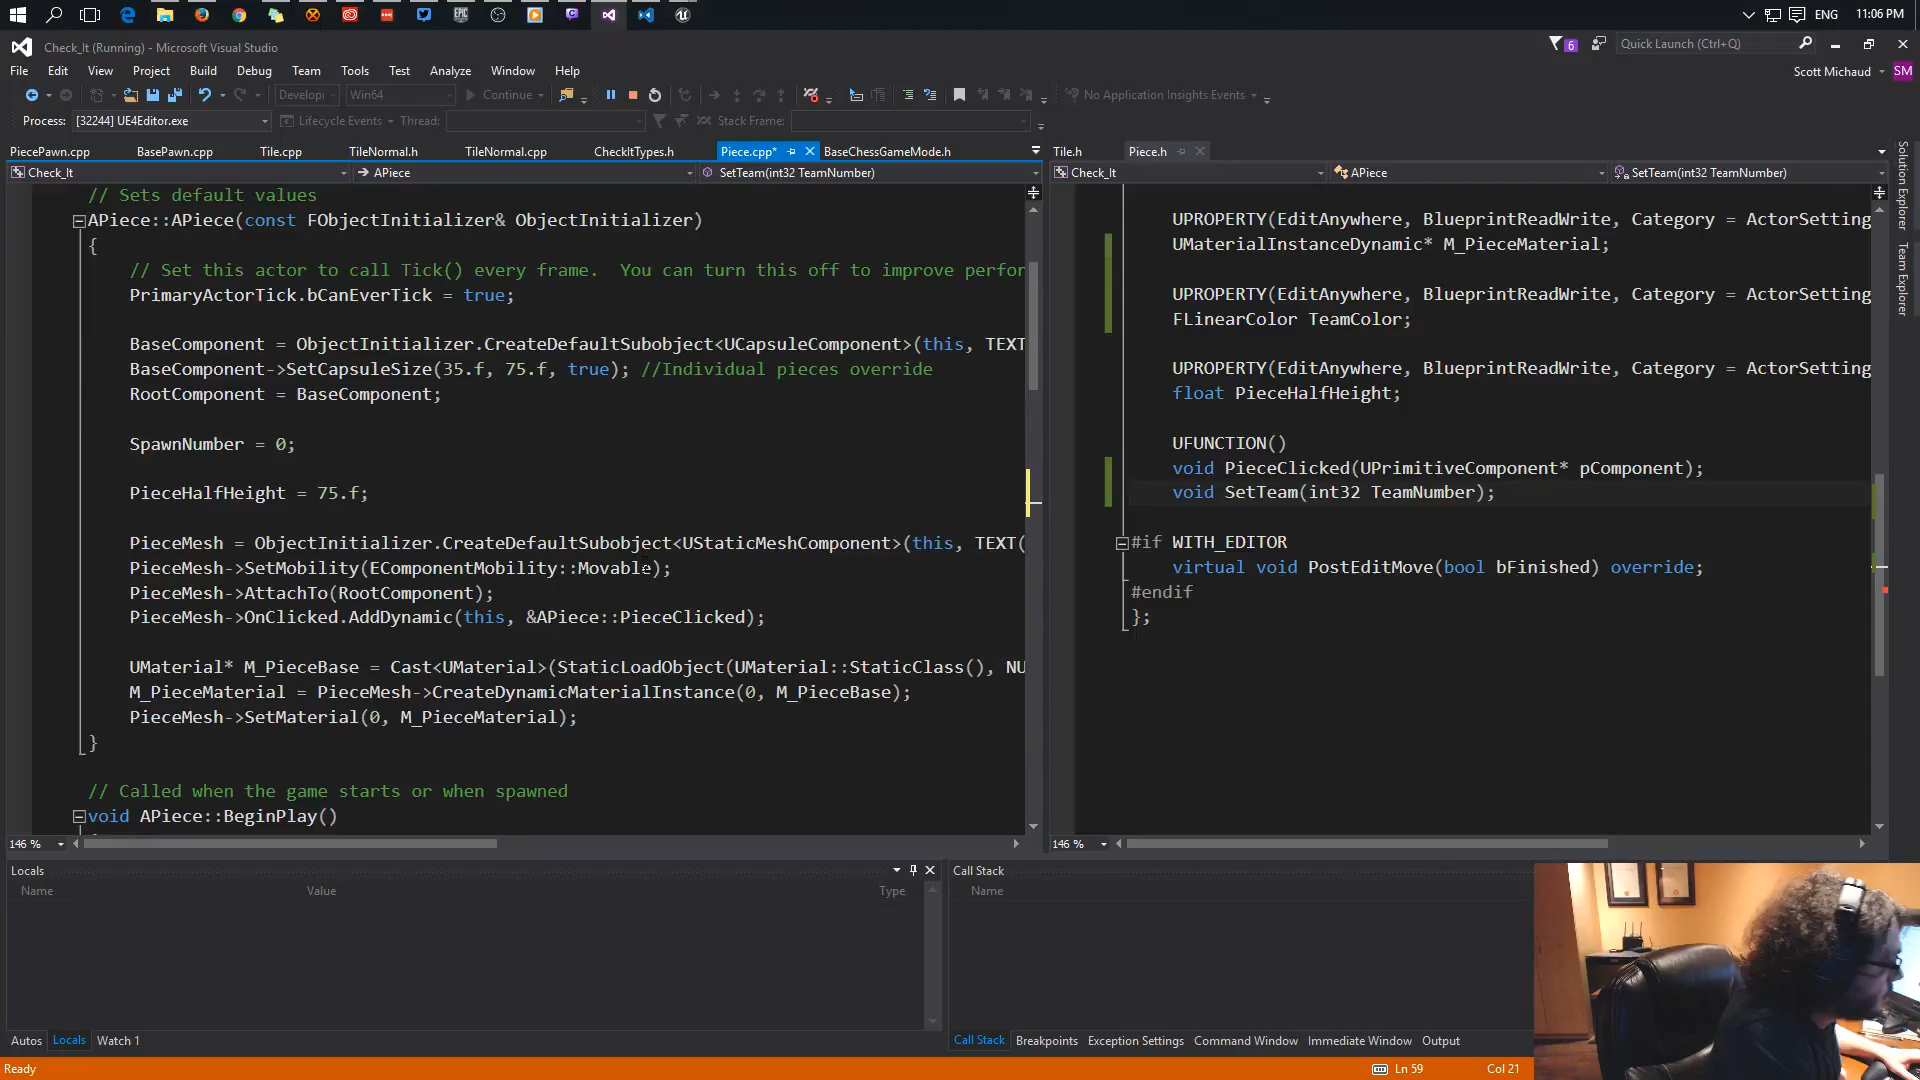 ENG
11:06 PM
Check_It (Running) - Microsoft Visual Studio
6
Quick Launch (Ctrl+Q)
File Edit View Project Build Debug Team Tools Test Analyze Window Help
Scott Michaud
SM
Develop
Win64
Continue
No Application Insights Events
Process: [32244] UE4Editor.exe
Lifecycle Events
Thread:
Stack Frame:
PiecePawn.cpp BasePawn.cpp Tile.cpp TileNormal.h TileNormal.cpp CheckItTypes.h Piece.cpp* BaseChessGameMode.h
Tile.h Piece.h
Check_It
APiece
SetTeam(int32 TeamNumber)
Check_It
APiece
SetTeam(int32 TeamNumber)
// Sets default values
APiece::APiece(const FObjectInitializer& ObjectInitializer)
{
// Set this actor to call Tick() every frame.  You can turn this off to improve perfor
PrimaryActorTick.bCanEverTick = true;
BaseComponent = ObjectInitializer.CreateDefaultSubobject<UCapsuleComponent>(this, TEXT
BaseComponent->SetCapsuleSize(35.f, 75.f, true); //Individual pieces override
RootComponent = BaseComponent;
SpawnNumber = 0;
PieceHalfHeight = 75.f;
PieceMesh = ObjectInitializer.CreateDefaultSubobject<UStaticMeshComponent>(this, TEXT(
PieceMesh->SetMobility(EComponentMobility::Movable);
PieceMesh->AttachTo(RootComponent);
PieceMesh->OnClicked.AddDynamic(this, &APiece::PieceClicked);
UMaterial* M_PieceBase = Cast<UMaterial>(StaticLoadObject(UMaterial::StaticClass(), NU
M_PieceMaterial = PieceMesh->CreateDynamicMaterialInstance(0, M_PieceBase);
PieceMesh->SetMaterial(0, M_PieceMaterial);
}
// Called when the game starts or when spawned
void APiece::BeginPlay()
146 %
UPROPERTY(EditAnywhere, BlueprintReadWrite, Category = ActorSetting
UMaterialInstanceDynamic* M_PieceMaterial;
UPROPERTY(EditAnywhere, BlueprintReadWrite, Category = ActorSetting
FLinearColor TeamColor;
UPROPERTY(EditAnywhere, BlueprintReadWrite, Category = ActorSetting
float PieceHalfHeight;
UFUNCTION()
void PieceClicked(UPrimitiveComponent* pComponent);
void SetTeam(int32 TeamNumber);
#if WITH_EDITOR
virtual void PostEditMove(bool bFinished) override;
#endif
};
146 %
Solution Explorer
Team Explorer
Locals
Name Value Type
Autos Locals Watch 1
Call Stack
Name
Call Stack Breakpoints Exception Settings Command Window Immediate Window Output
Ready
Ln 59
Col 21